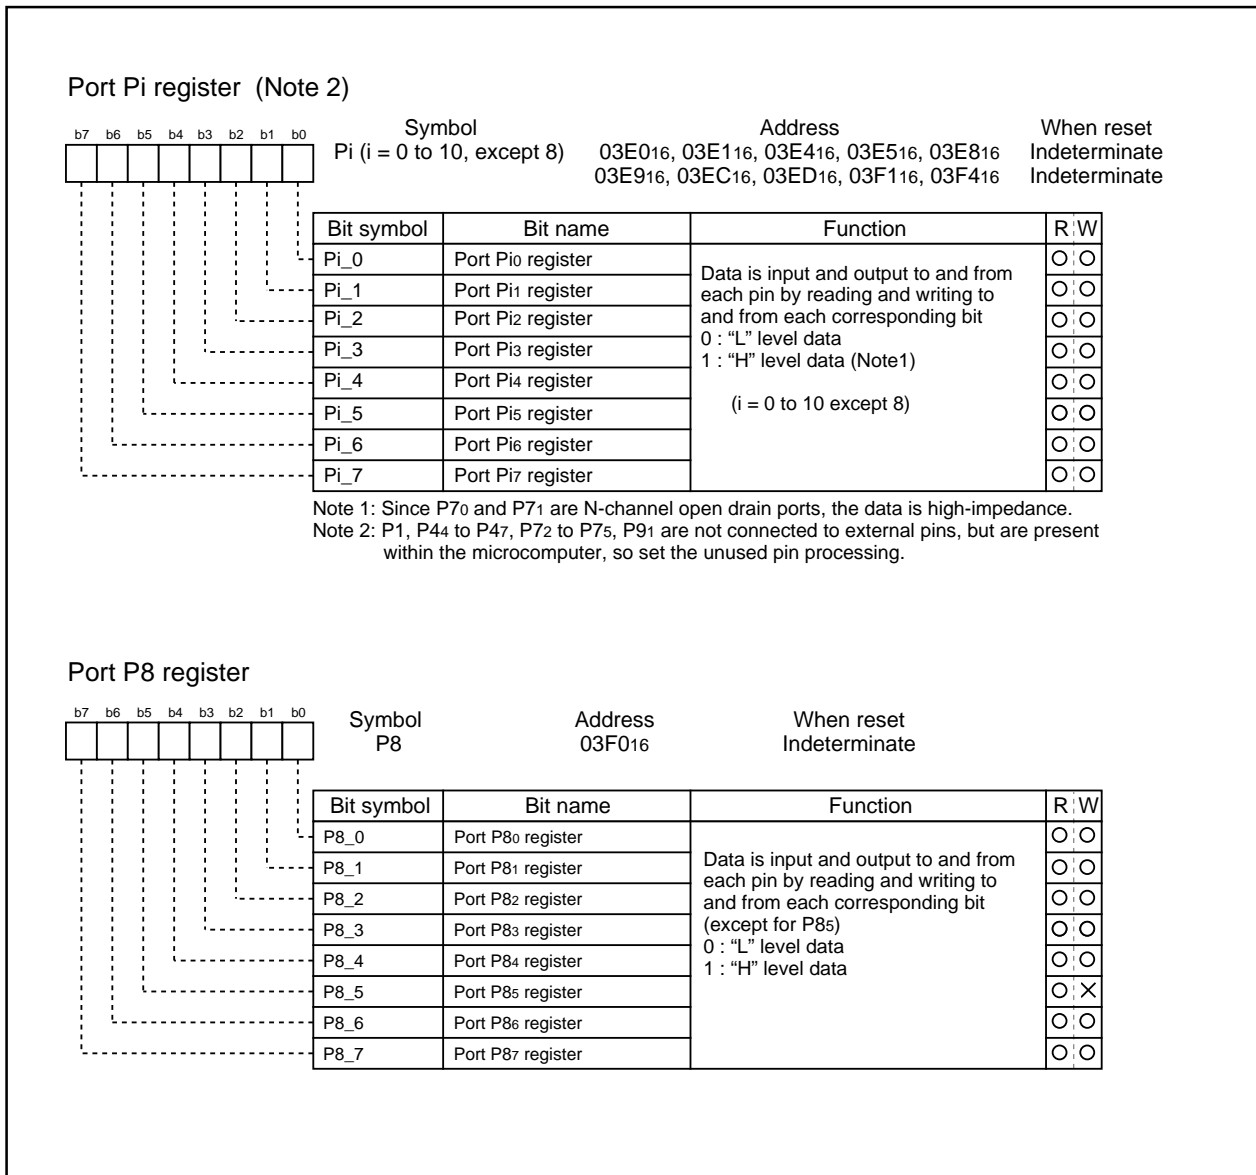 Port Pi register (Note 2)
b7 b6 b5 b4 b3 b2 b1 b0
Symbol Address When reset
Pi (i = 0 to 10, except 8) 03E016, 03E116, 03E416, 03E516, 03E816 Indeterminate
03E916, 03EC16, 03ED16, 03F116, 03F416 Indeterminate
Bit symbol Bit name Function R W
Pi_0 Port Pi0 register
Pi_1 Port Pi1 register
Pi_2 Port Pi2 register
Pi_3 Port Pi3 register
Pi_4 Port Pi4 register
Pi_5 Port Pi5 register
Pi_6 Port Pi6 register
Pi_7 Port Pi7 register
Data is input and output to and from
each pin by reading and writing to
and from each corresponding bit
0 : “L” level data
1 : “H” level data (Note1)
(i = 0 to 10 except 8)
Note 1: Since P70 and P71 are N-channel open drain ports, the data is high-impedance.
Note 2: P1, P44 to P47, P72 to P75, P91 are not connected to external pins, but are present
within the microcomputer, so set the unused pin processing.
Port P8 register
b7 b6 b5 b4 b3 b2 b1 b0
Symbol Address When reset
P8 03F016 Indeterminate
Bit symbol Bit name Function R W
P8_0 Port P80 register
P8_1 Port P81 register
P8_2 Port P82 register
P8_3 Port P83 register
P8_4 Port P84 register
P8_5 Port P85 register
P8_6 Port P86 register
P8_7 Port P87 register
Data is input and output to and from
each pin by reading and writing to
and from each corresponding bit
(except for P85)
0 : “L” level data
1 : “H” level data